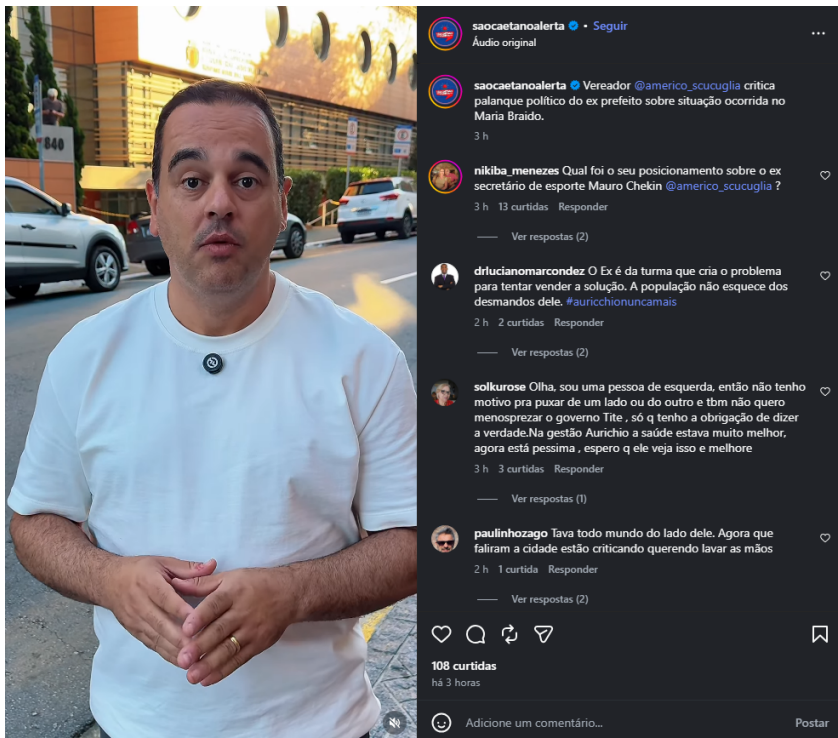 840
saocaetanoalerta • Seguir
Áudio original
saocaetanoalerta Vereador @americo_scucuglia critica
palanque político do ex prefeito sobre situação ocorrida no
Maria Braido.
3 h
nikiba_menezes Qual foi o seu posicionamento sobre o ex
secretário de esporte Mauro Chekin @americo_scucuglia ?
3 h 13 curtidas Responder
Ver respostas (2)
drlucianomarcondez O Ex é da turma que cria o problema
para tentar vender a solução. A população não esquece dos
desmandos dele. #auricchionuncamais
2 h 2 curtidas Responder
Ver respostas (2)
solkurose Olha, sou uma pessoa de esquerda, então não tenho
motivo pra puxar de um lado ou do outro e tbm não quero
menosprezar o governo Tite , só q tenho a obrigação de dizer
a verdade.Na gestão Aurichio a saúde estava muito melhor,
agora está pessima , espero q ele veja isso e melhore
3 h 3 curtidas Responder
Ver respostas (1)
paulinhozago Tava todo mundo do lado dele. Agora que
faliram a cidade estão criticando querendo lavar as mãos
2 h 1 curtida Responder
Ver respostas (2)
108 curtidas
há 3 horas
Adicione um comentário... Postar